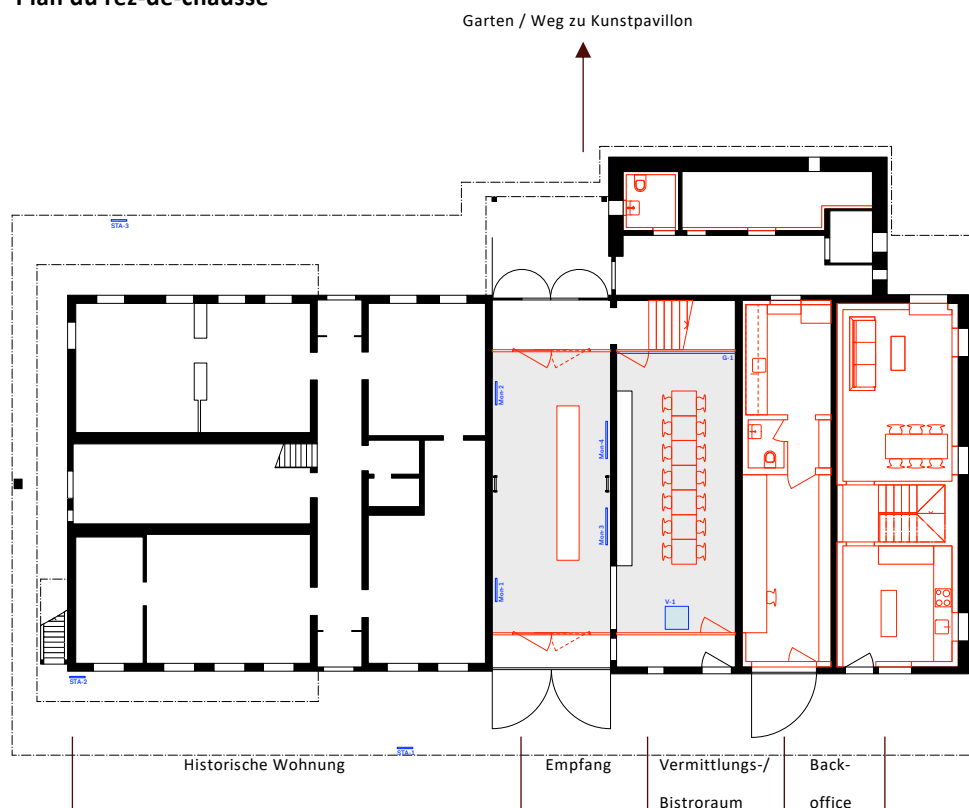 Plan du rez-de-chaussé
Garten / Weg zu Kunstpavillon
STA-3
G-1
Mon-2
Mon-4
Mon-3
Mon-1
V-1
STA-2
STA-1
Historische Wohnung
Empfang
Vermittlungs-/
Bistroraum
Back-
office